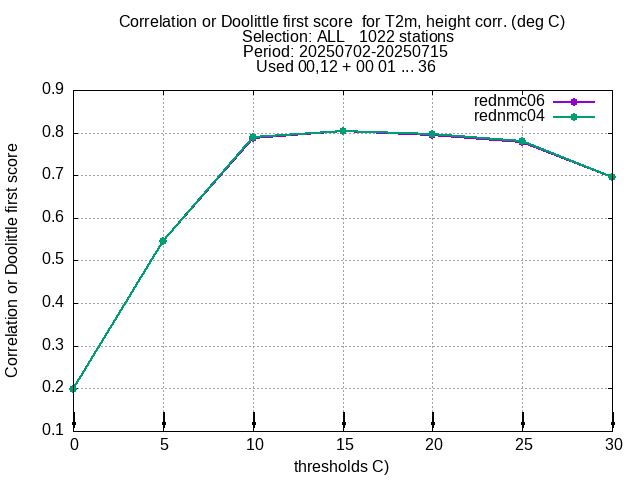 Correlation or Doolittle first score  for T2m, height corr. (deg C)
Selection: ALL   1022 stations
Period: 20250702-20250715
Used 00,12 + 00 01 ... 36
rednmc06
rednmc04
Correlation or Doolittle first score
0.9
0.8
0.7
0.6
0.5
0.4
0.3
0.2
0.1
0 5 10 15 20 25 30
thresholds C)